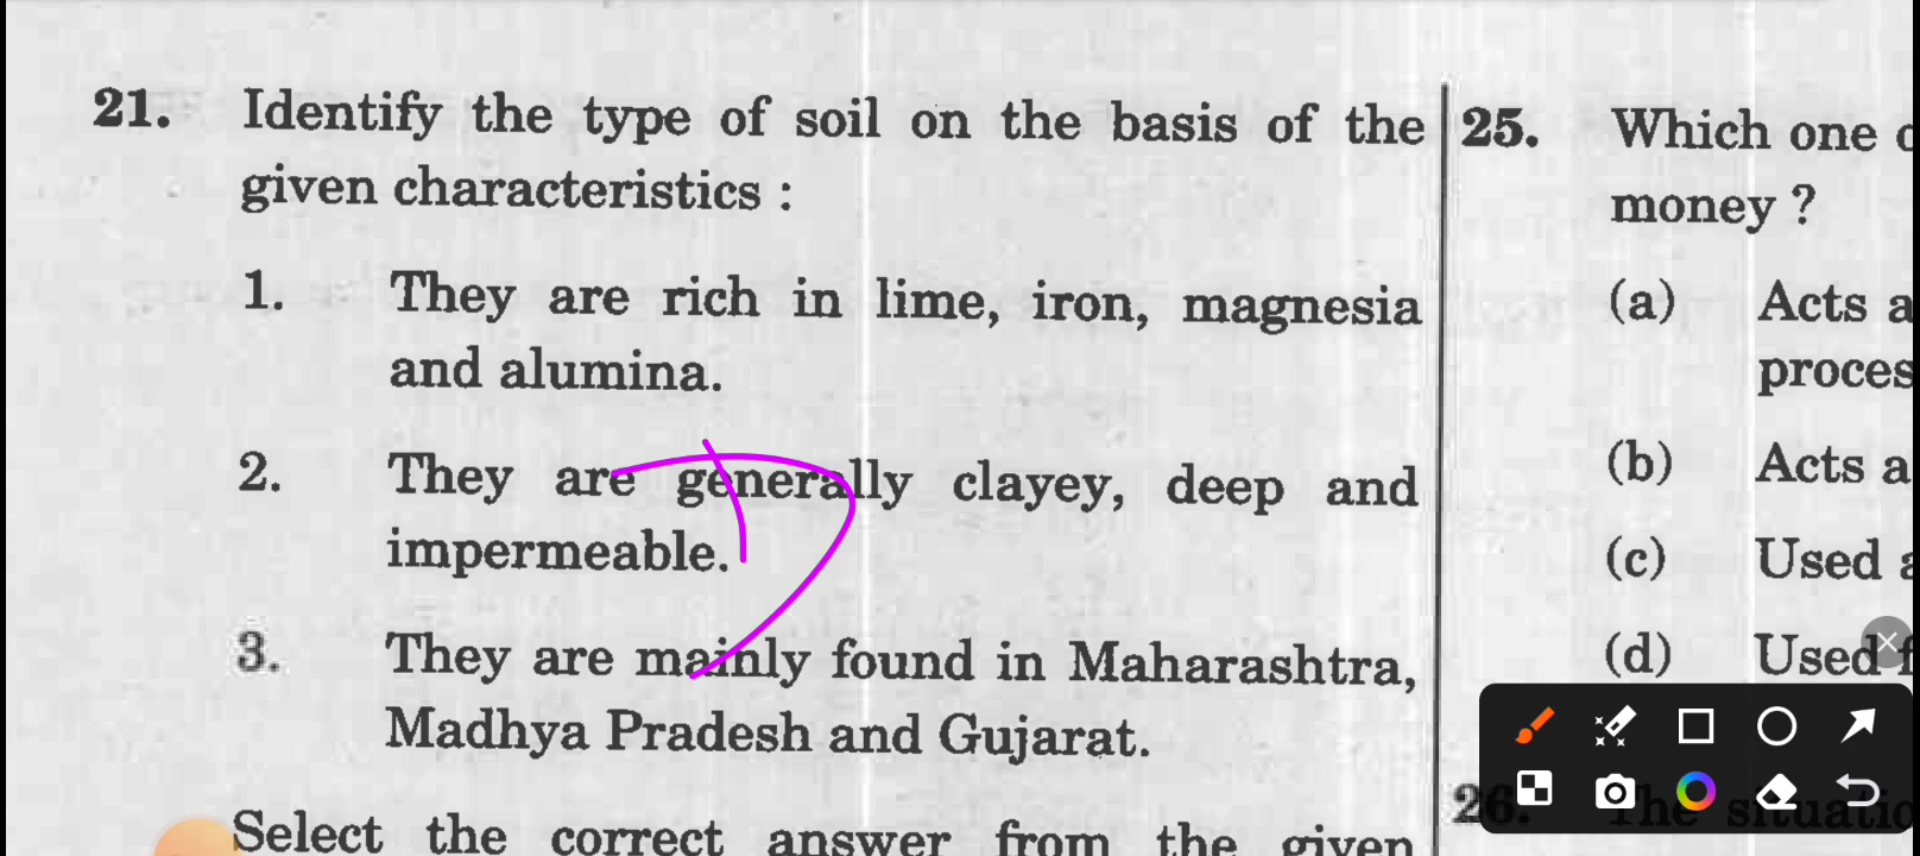 21. Identify the type of soil on the basis of the
given characteristics :
1. They are rich in lime, iron, magnesia
and alumina.
2. They are generally clayey, deep and
impermeable.
3. They are mainly found in Maharashtra,
Madhya Pradesh and Gujarat.
Select the correct answer from the given
25. Which one
money ?
(a) Acts a
proces
(b) Acts a
(c) Used
(d) Used f
26. The situatio